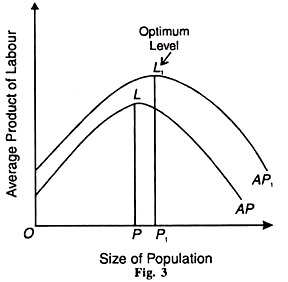 Optimum
Level
L₁
L
Average Product of Labour
AP₁
AP
O
P
P₁
Size of Population
Fig. 3